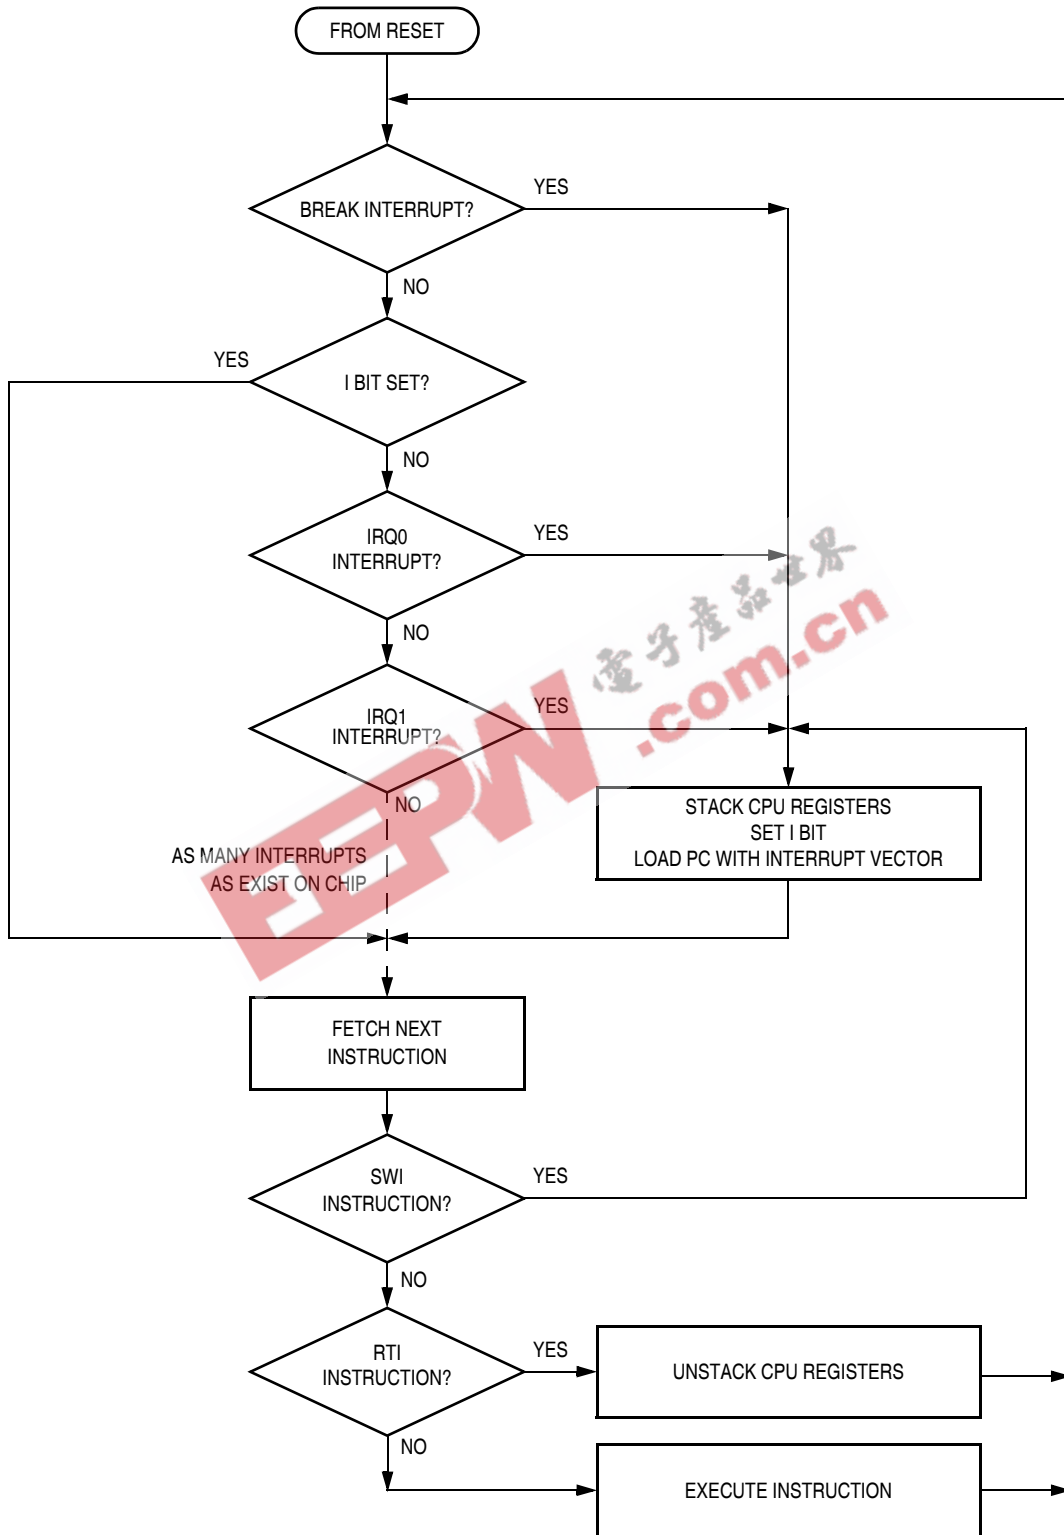 FROM RESET
BREAK INTERRUPT?
YES
NO
YES
I BIT SET?
NO
IRQ0
INTERRUPT?
YES
NO
IRQ1
INTERRUPT?
YES
NO
AS MANY INTERRUPTS
AS EXIST ON CHIP
STACK CPU REGISTERS
SET I BIT
LOAD PC WITH INTERRUPT VECTOR
EEPW
電子產品世界
.com.cn
FETCH NEXT
INSTRUCTION
SWI
INSTRUCTION?
YES
NO
RTI
INSTRUCTION?
YES
UNSTACK CPU REGISTERS
NO
EXECUTE INSTRUCTION